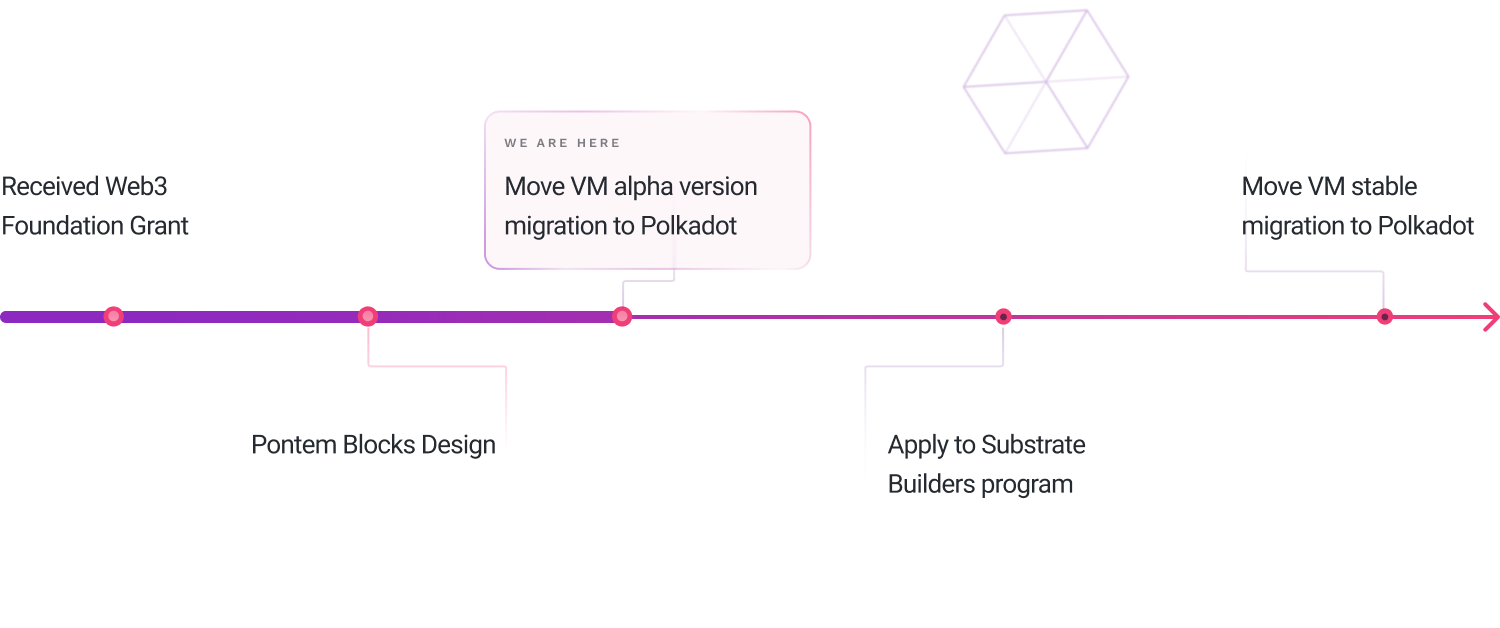 Received Web3
Foundation Grant
Pontem Blocks Design
WE ARE HERE
Move VM alpha version
migration to Polkadot
Apply to Substrate
Builders program
Move VM stable
migration to Polkadot